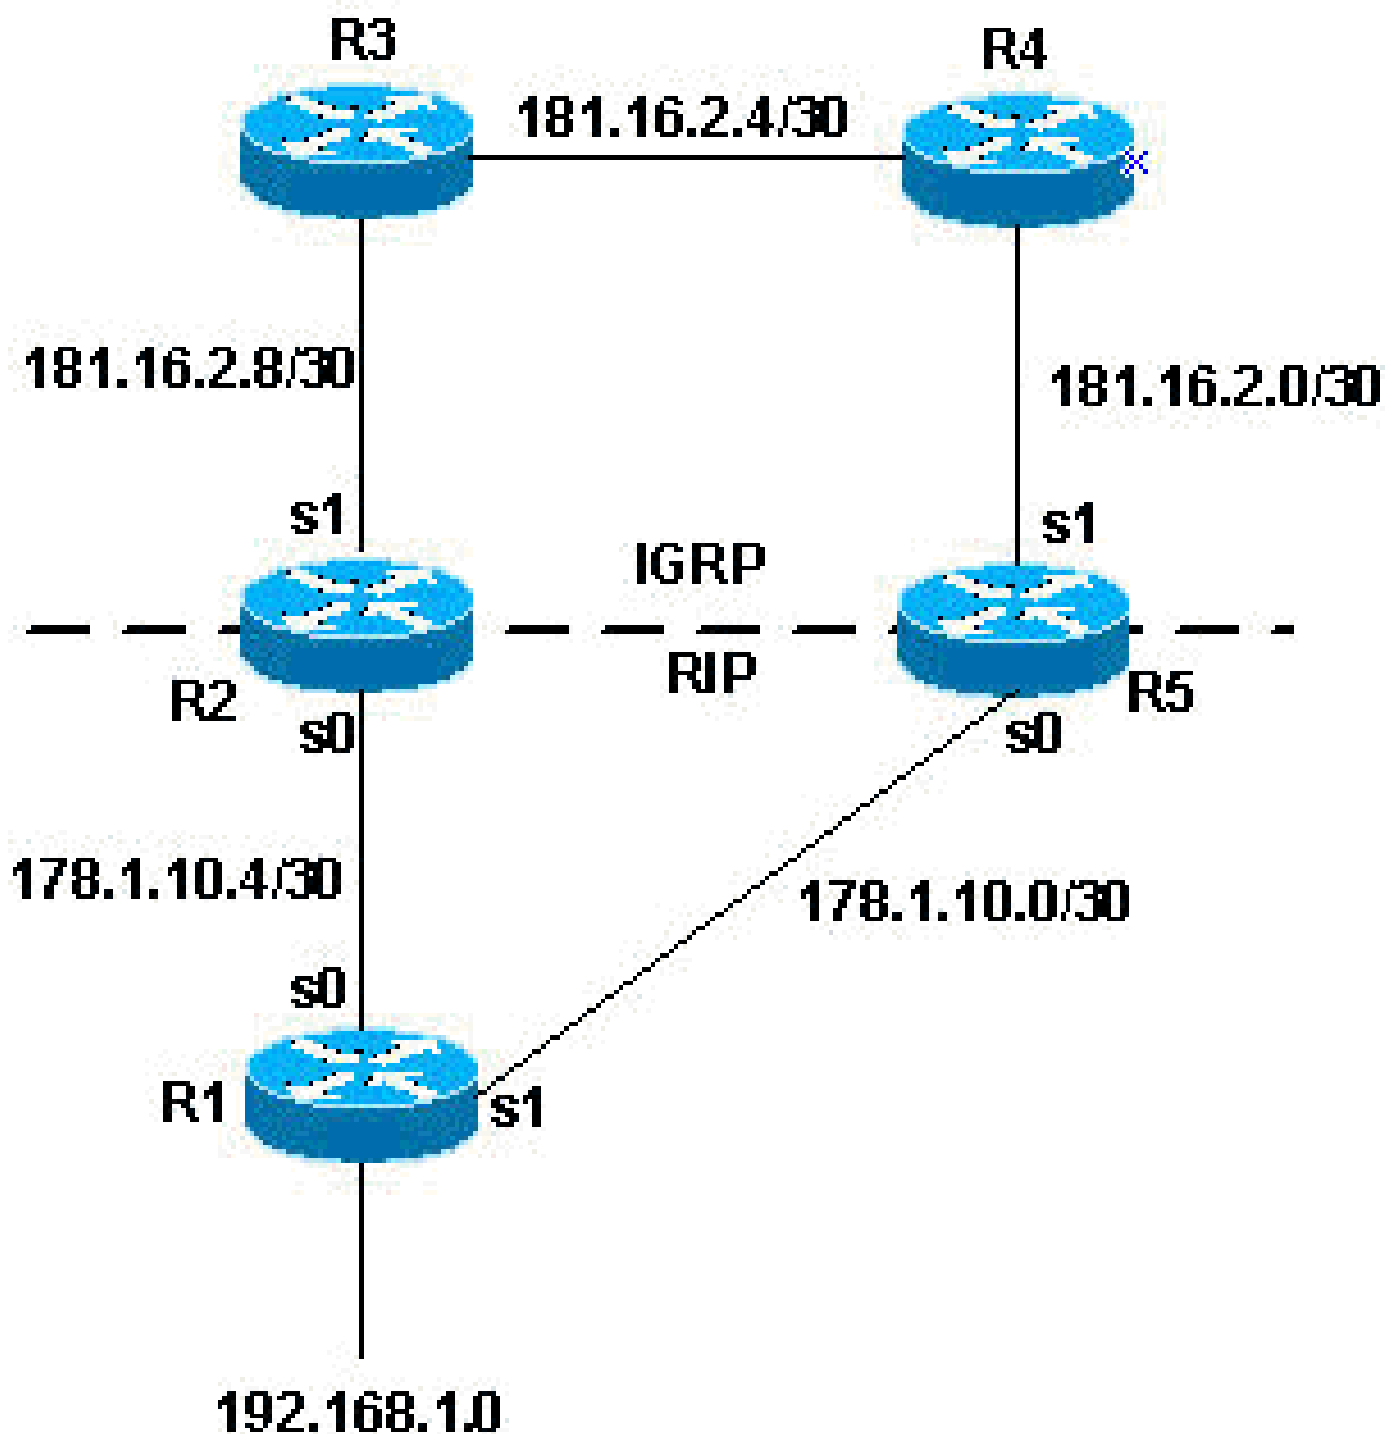 R3
R4
181.16.2.4/30
181.16.2.8/30
181.16.2.0/30
s1
s1
IGRP
RIP
R2
R5
s0
s0
178.1.10.4/30
178.1.10.0/30
s0
R1
s1
192.168.1.0